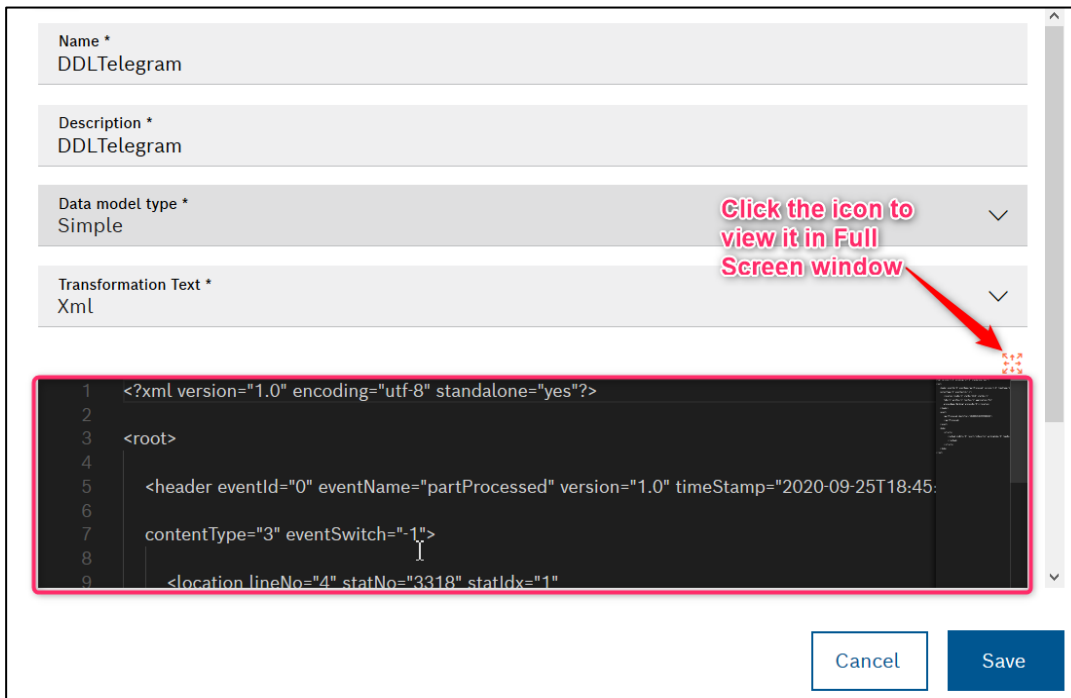 Name *
DDLTelegram
Description *
DDLTelegram
Data model type *
Simple
Click the icon to
view it in Full
Screen window
Transformation Text *
Xml
1 <?xml version="1.0" encoding="utf-8" standalone="yes"?>
2
3 <root>
4
5 <header eventId="0" eventName="partProcessed" version="1.0" timeStamp="2020-09-25T18:45:
6
7 contentType="3" eventSwitch="-1">
8
9 <location lineNo="4" statNo="3318" statIdx="1"
Cancel
Save